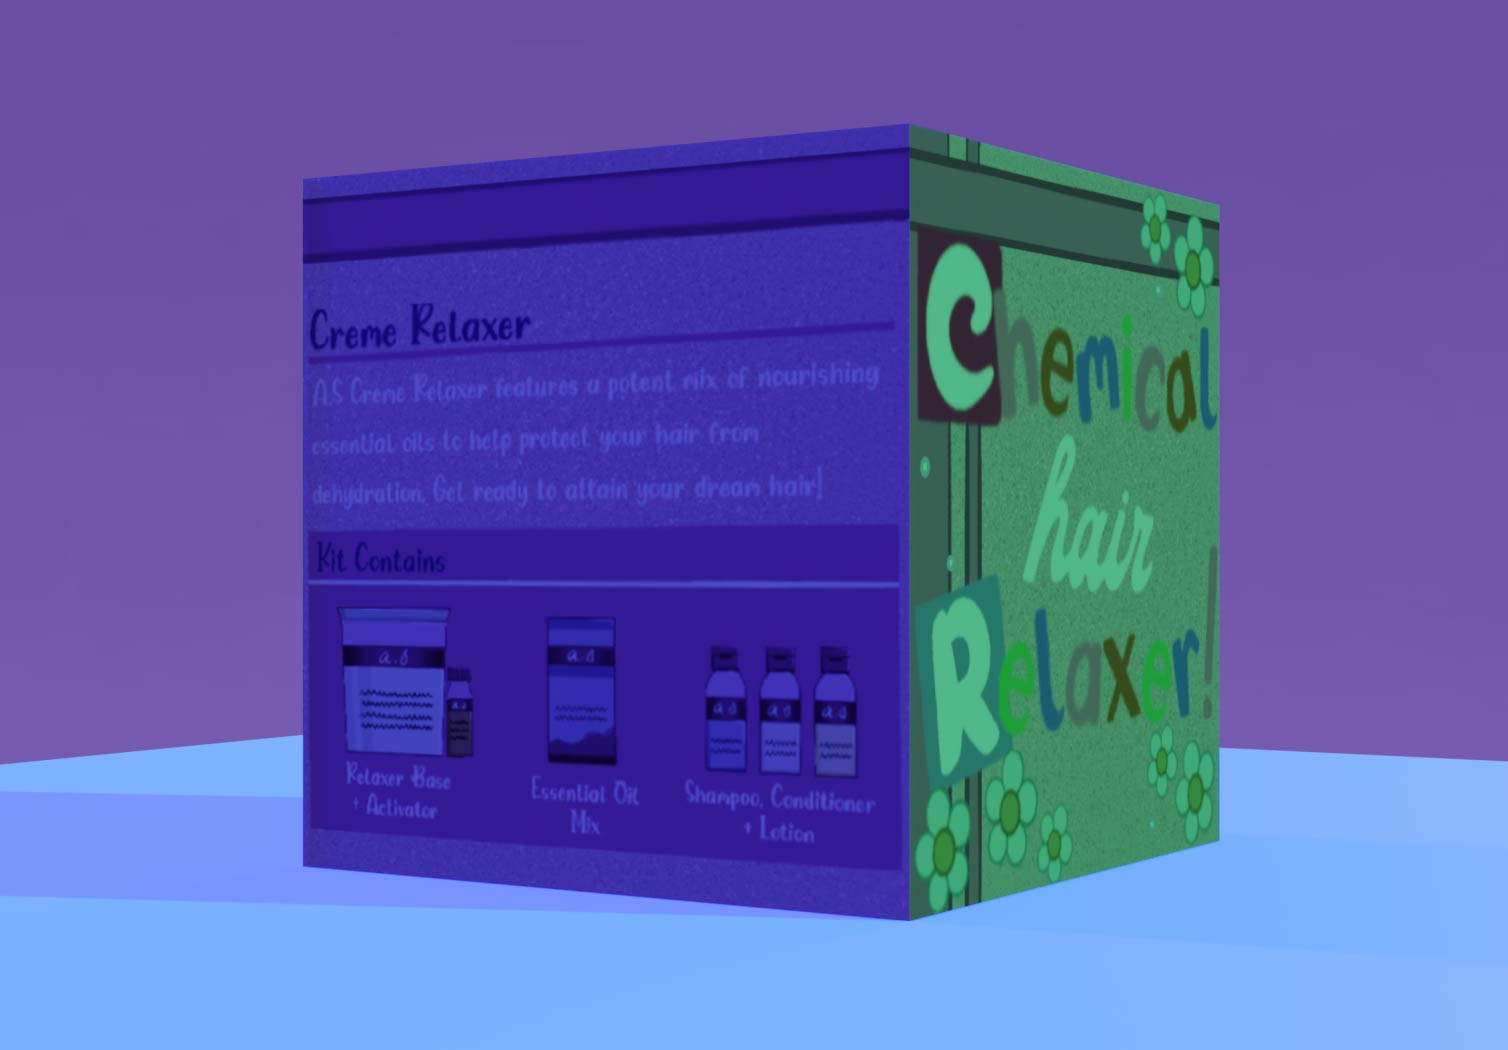 Creme Relaxer
A.S Creme Relaxer features a potent mix of nourishing
essential oils to help protect your hair from
dehydration. Get ready to attain your dream hair!
Kit Contains
a.s
a.s
a.s
a.s
a.s
a.s
Relaxer Base
+ Activator
Essential Oil
Mix
Shampoo, Conditioner
+ Lotion
Chemical
hair
Relaxer!